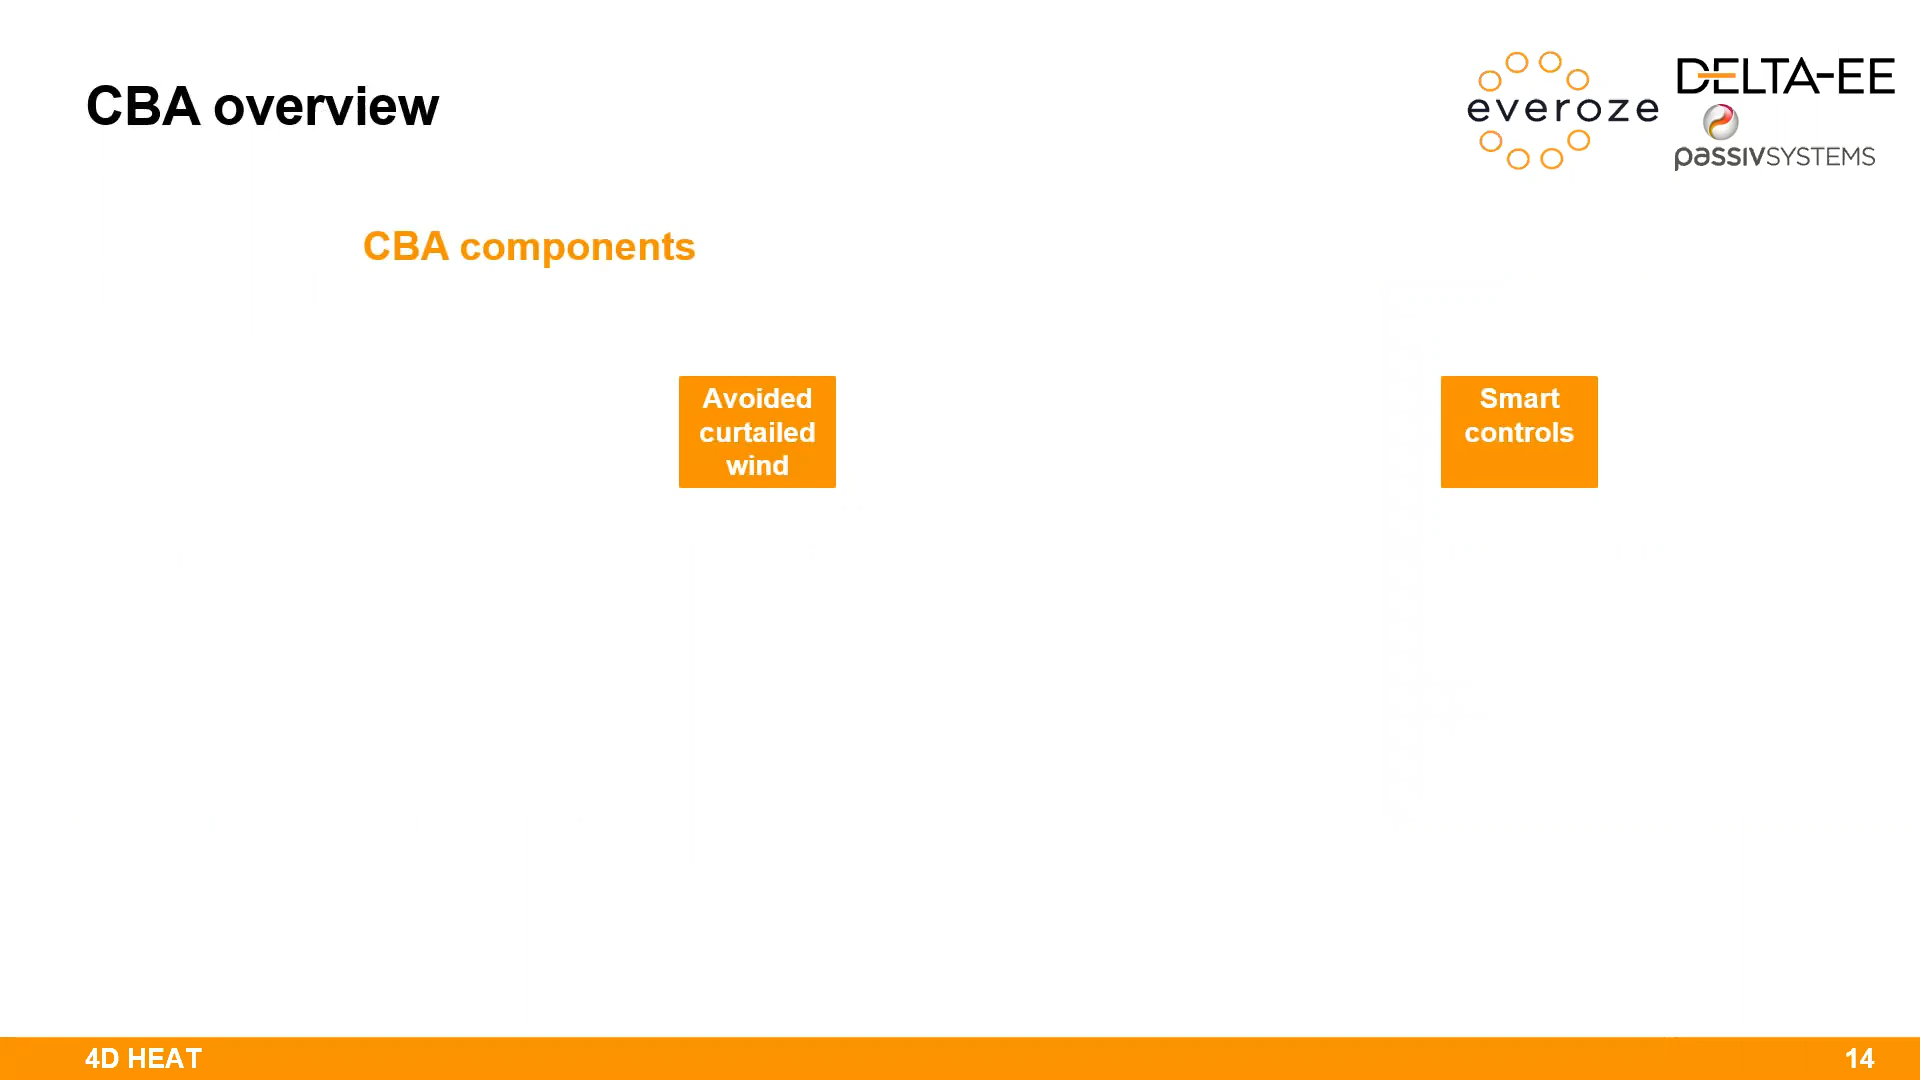 CBA overview
everoze
DELTA-EE
passivSYSTEMS
CBA components
Avoided
curtailed
wind
Smart
controls
4D HEAT
14